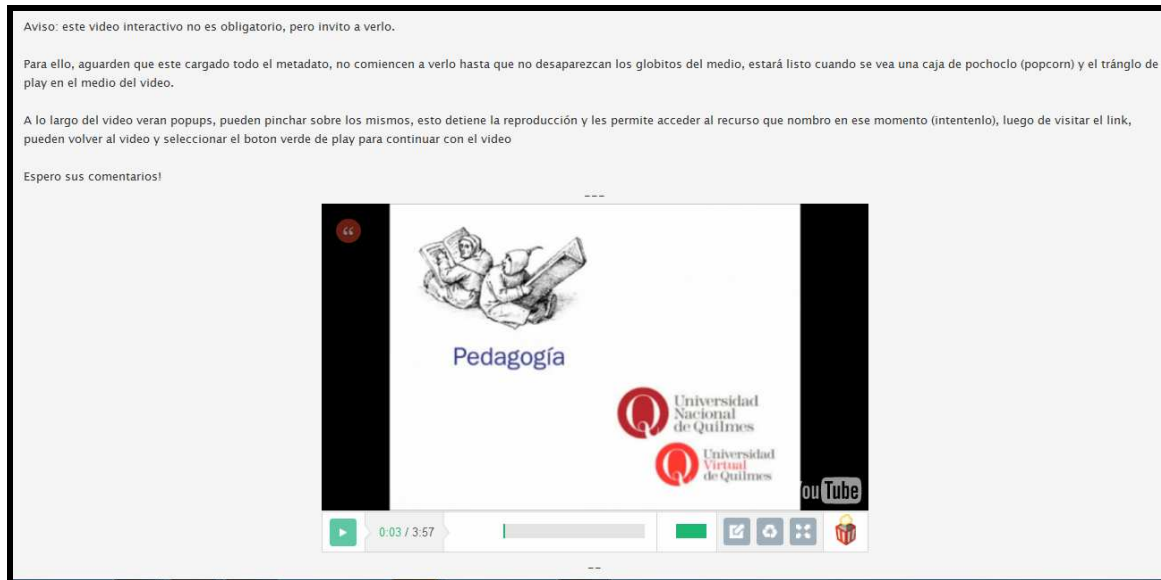 Aviso: este video interactivo no es obligatorio, pero invito a verlo.
Para ello, aguarden que este cargado todo el metadato, no comiencen a verlo hasta que no desaparezcan los globitos del medio, estará listo cuando se vea una caja de pochoclo (popcorn) y el tránglo de
play en el medio del video.
A lo largo del video veran popups, pueden pinchar sobre los mismos, esto detiene la reproducción y les permite acceder al recurso que nombro en ese momento (intentenlo), luego de visitar el link,
pueden volver al video y seleccionar el boton verde de play para continuar con el video
Espero sus comentarios!
---
Pedagogía
Universidad
Nacional
de Quilmes
Universidad
Virtual
de Quilmes
ouTube
0:03 / 3:57
--